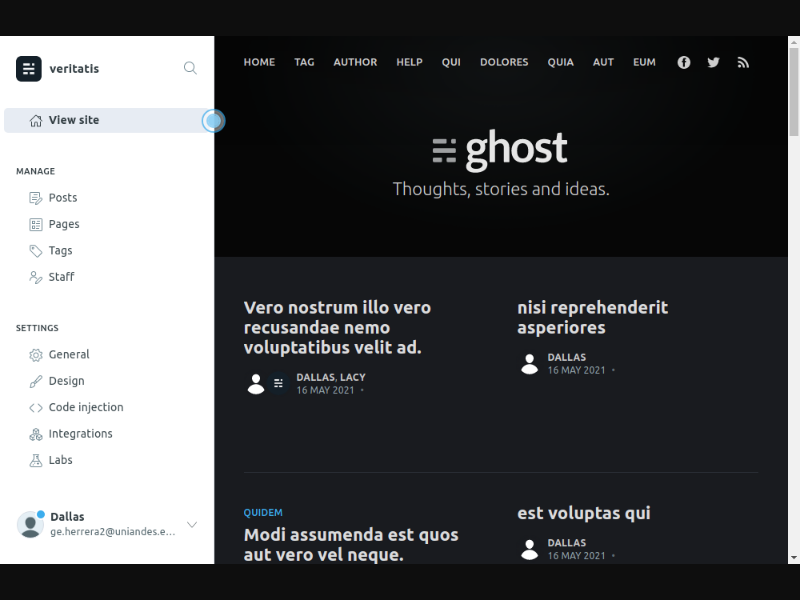 veritatis
View site
MANAGE
Posts
Pages
Tags
Staff
SETTINGS
General
Design
Code injection
Integrations
Labs
Dallas
ge.herrera2@uniandes.e...
HOME TAG AUTHOR HELP QUI DOLORES QUIA AUT EUM
ghost
Thoughts, stories and ideas.
Vero nostrum illo vero
recusandae nemo
voluptatibus velit ad.
DALLAS, LACY
16 MAY 2021 •
nisi reprehenderit
asperiores
DALLAS
16 MAY 2021 •
QUIDEM
Modi assumenda est quos
aut vero vel neque.
est voluptas qui
DALLAS
16 MAY 2021 •